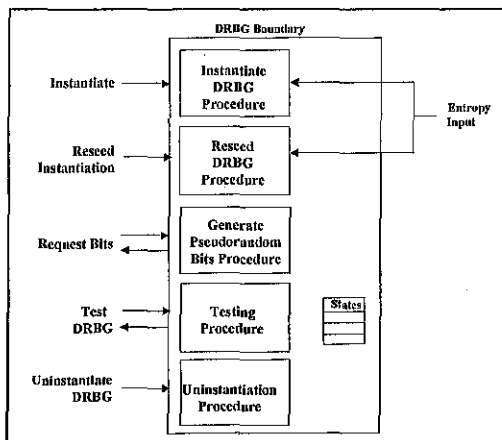 DRBG Boundary
Instantiate
Instantiate
DRBG
Procedure
Entropy
Input
Reseed
Instantiation
Reseed
DRBG
Procedure
Request Bits
Generate
Pseudorandom
Bits Procedure
Test
DRBG
Testing
Procedure
States
Uninstantiate
DRBG
Uninstantiation
Procedure